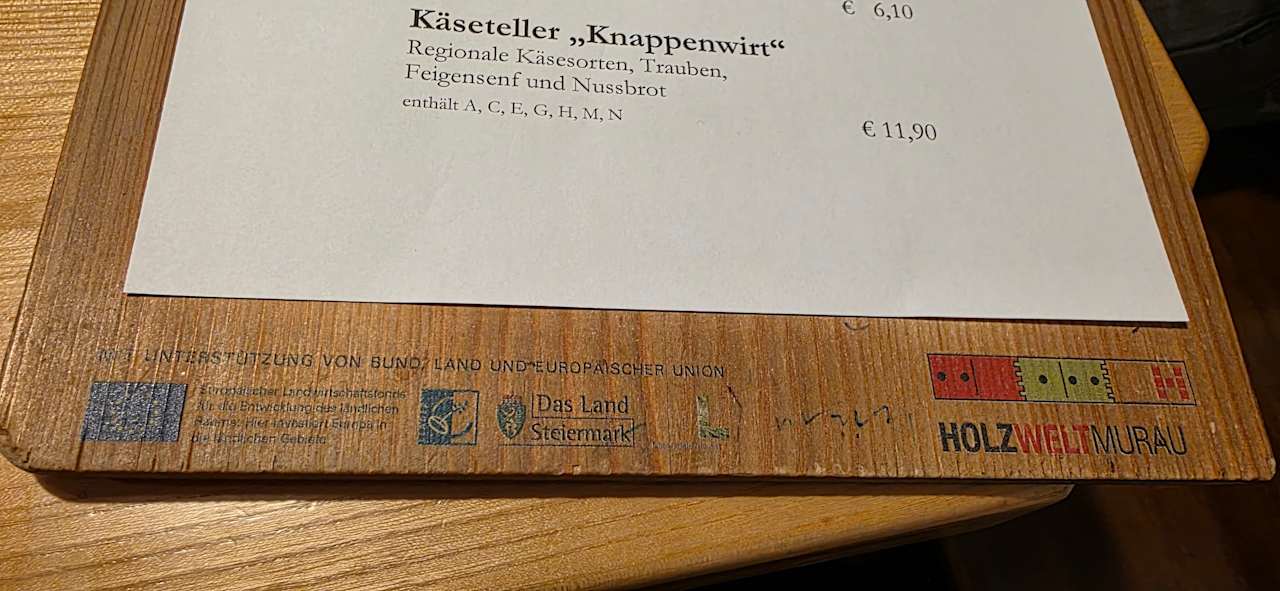 € 6,10
Käseteller „Knappenwirt“
Regionale Käsesorten, Trauben,
Feigensenf und Nussbrot
enthält A, C, E, G, H, M, N
€ 11,90
MIT UNTERSTÜTZUNG VON BUND, LAND UND EUROPÄISCHER UNION
Europäischer Landwirtschaftsfonds
für die Entwicklung des ländlichen
Raums: Hier investiert Europa in
die ländlichen Gebiete
Das Land
Steiermark
HOLZWELTMURAU